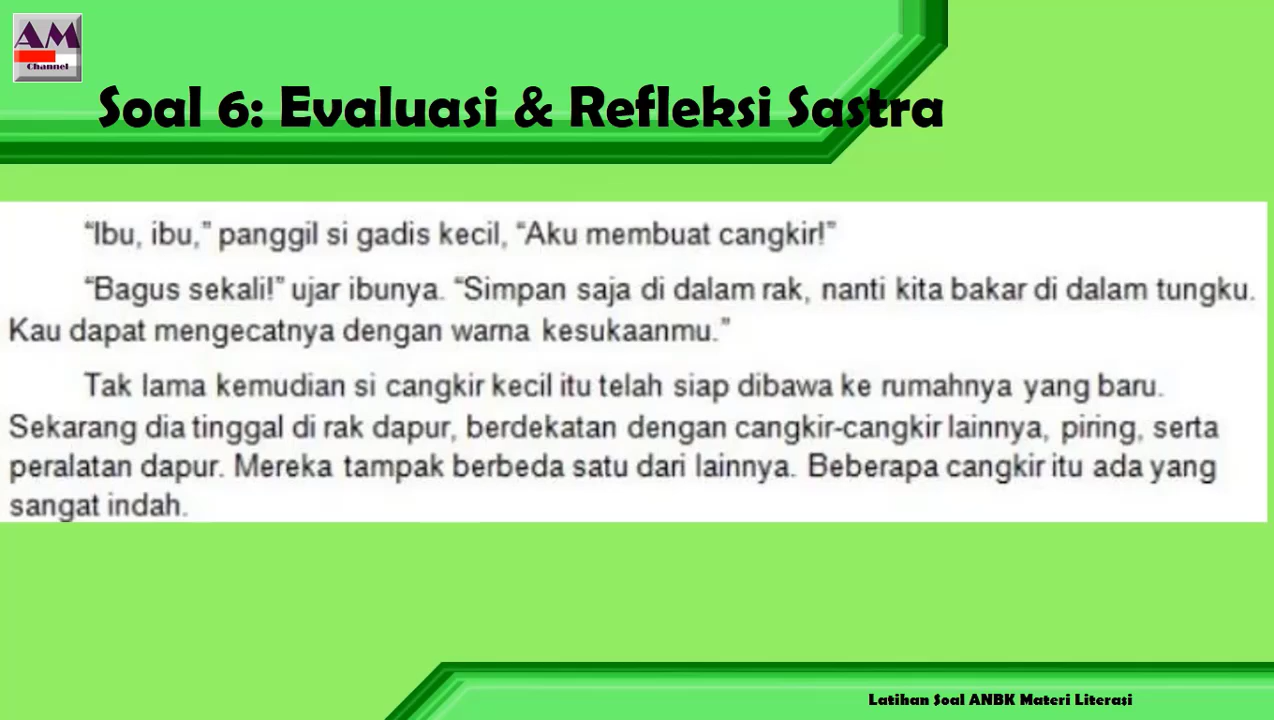 AM
Channel
Soal 6: Evaluasi & Refleksi Sastra
“Ibu, ibu,” panggil si gadis kecil, “Aku membuat cangkir!”
“Bagus sekali!” ujar ibunya. “Simpan saja di dalam rak, nanti kita bakar di dalam tungku.
Kau dapat mengecatnya dengan warna kesukaanmu.”
Tak lama kemudian si cangkir kecil itu telah siap dibawa ke rumahnya yang baru.
Sekarang dia tinggal di rak dapur, berdekatan dengan cangkir-cangkir lainnya, piring, serta
peralatan dapur. Mereka tampak berbeda satu dari lainnya. Beberapa cangkir itu ada yang
sangat indah.
Latihan Soal ANBK Materi Literasi